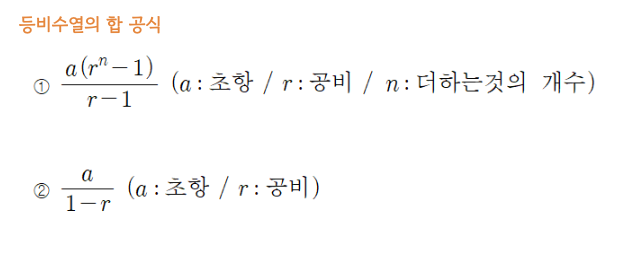 등비수열의 합 공식
① \frac{a(r^n-1)}{r-1} (a : 초항 / r : 공비 / n : 더하는것의 개수)
② \frac{a}{1-r} (a : 초항 / r : 공비)